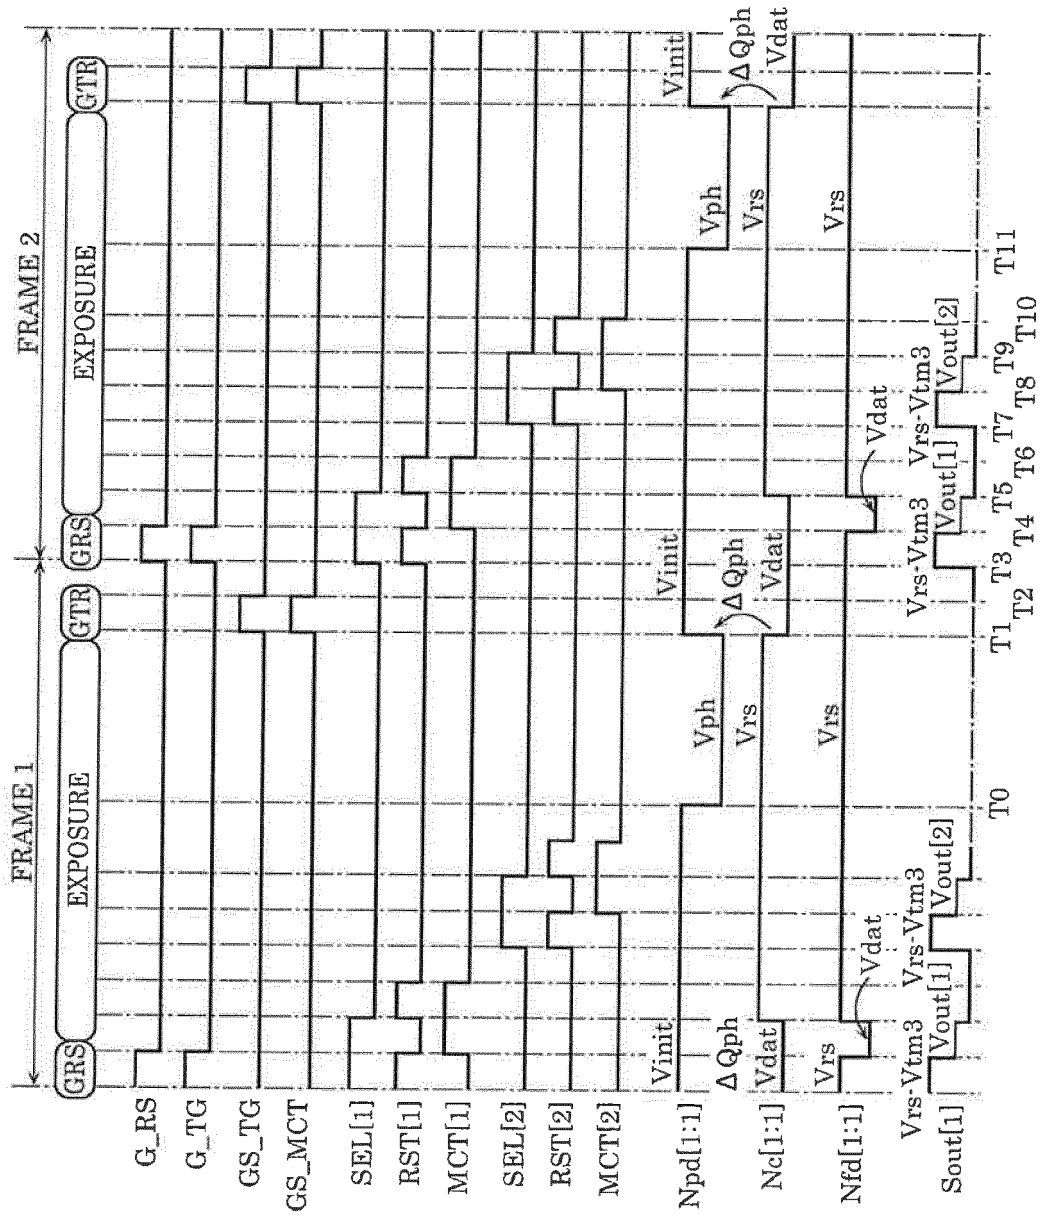 FRAME 1
FRAME 2
GRS
EXPOSURE
GTR
GRS
EXPOSURE
GTR
G_RS
G_TG
GS_TG
GS_MCT
SEL[1]
RST[1]
MCT[1]
SEL[2]
RST[2]
MCT[2]
Npd[1:1]
Vinit
Vph
Vinit
Vph
Vinit
ΔQph
ΔQph
ΔQph
Nc[1:1]
Vdat
Vrs
Vdat
Vrs
Vdat
Nfd[1:1]
Vrs
Vdat
Vrs
Vdat
Vrs
Sout[1]
Vrs-Vtm3
Vout[1]
Vrs-Vtm3
Vout[2]
Vrs-Vtm3
Vout[1]
Vrs-Vtm3
Vout[2]
T0
T1
T2
T3
T4
T5
T6
T7
T8
T9
T10
T11